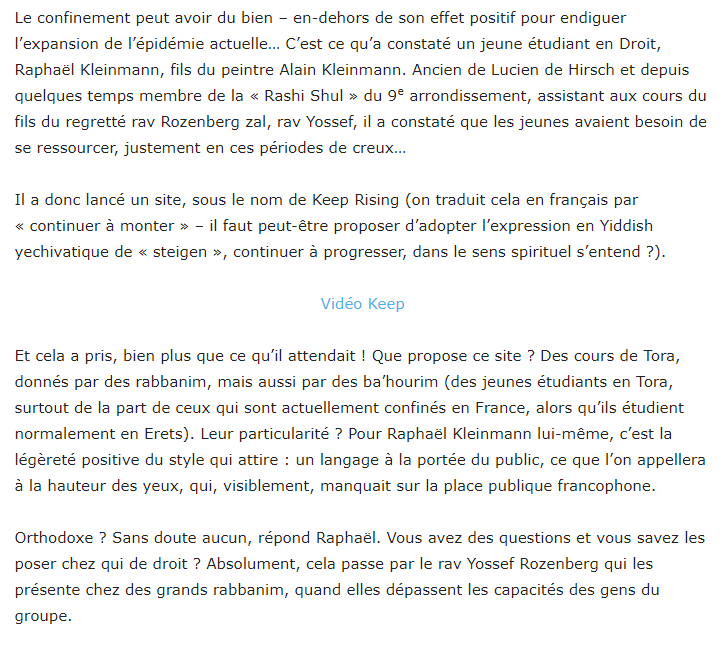 Le confinement peut avoir du bien – en-dehors de son effet positif pour endiguer
l’expansion de l’épidémie actuelle… C’est ce qu’a constaté un jeune étudiant en Droit,
Raphaël Kleinmann, fils du peintre Alain Kleinmann. Ancien de Lucien de Hirsch et depuis
quelques temps membre de la « Rashi Shul » du 9e arrondissement, assistant aux cours du
fils du regretté rav Rozenberg zal, rav Yossef, il a constaté que les jeunes avaient besoin de
se ressourcer, justement en ces périodes de creux…
Il a donc lancé un site, sous le nom de Keep Rising (on traduit cela en français par
« continuer à monter » – il faut peut-être proposer d’adopter l’expression en Yiddish
yechivatique de « steigen », continuer à progresser, dans le sens spirituel s’entend ?).
Vidéo Keep
Et cela a pris, bien plus que ce qu’il attendait ! Que propose ce site ? Des cours de Tora,
donnés par des rabbanim, mais aussi par des ba’hourim (des jeunes étudiants en Tora,
surtout de la part de ceux qui sont actuellement confinés en France, alors qu’ils étudient
normalement en Erets). Leur particularité ? Pour Raphaël Kleinmann lui-même, c’est la
légèreté positive du style qui attire : un langage à la portée du public, ce que l’on appellera
à la hauteur des yeux, qui, visiblement, manquait sur la place publique francophone.
Orthodoxe ? Sans doute aucun, répond Raphaël. Vous avez des questions et vous savez les
poser chez qui de droit ? Absolument, cela passe par le rav Yossef Rozenberg qui les
présente chez des grands rabbanim, quand elles dépassent les capacités des gens du
groupe.